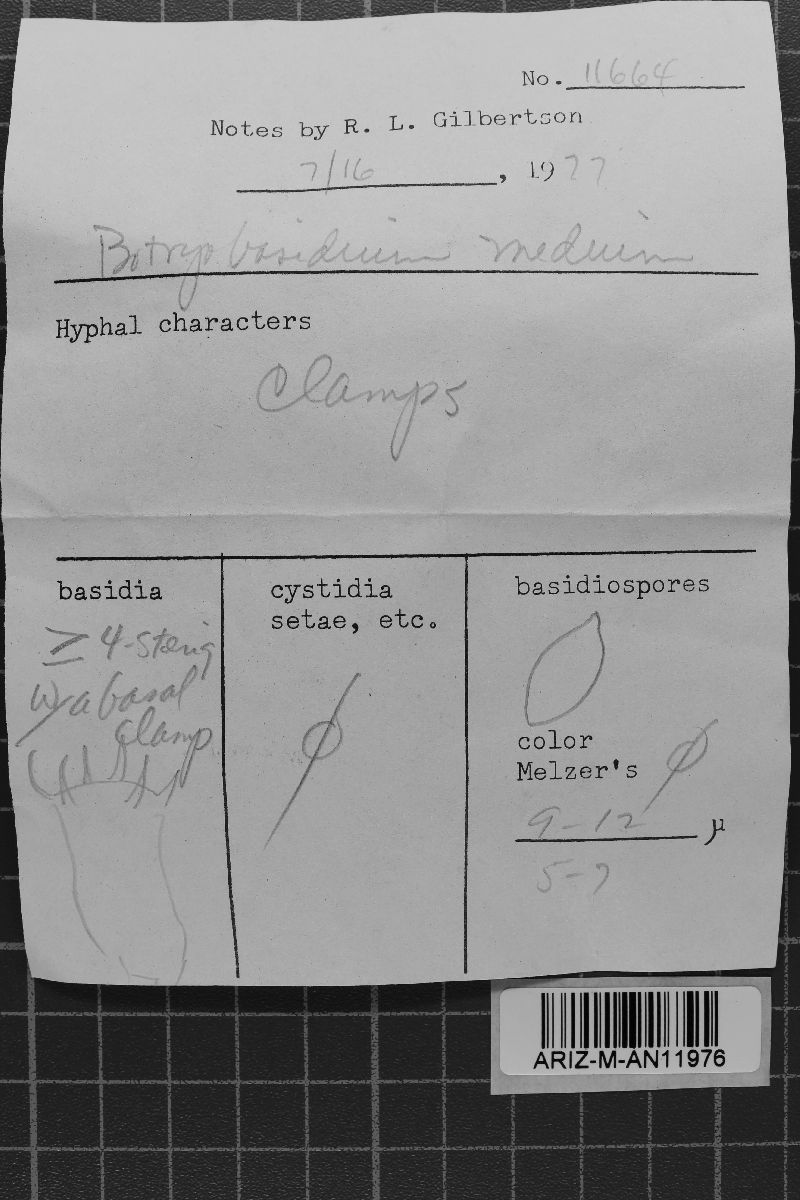 No. 11664
Notes by R. L. Gilbertson
7/16, 1977
Botryobasidium medium
Hyphal characters
Clamps
basidia
≥ 4-sterig
w/a basal
clamp
cystidia
setae, etc.
ϕ
basidiospores
color
Melzer's ϕ
9-12 µ
5-7
ARIZ-M-AN11976